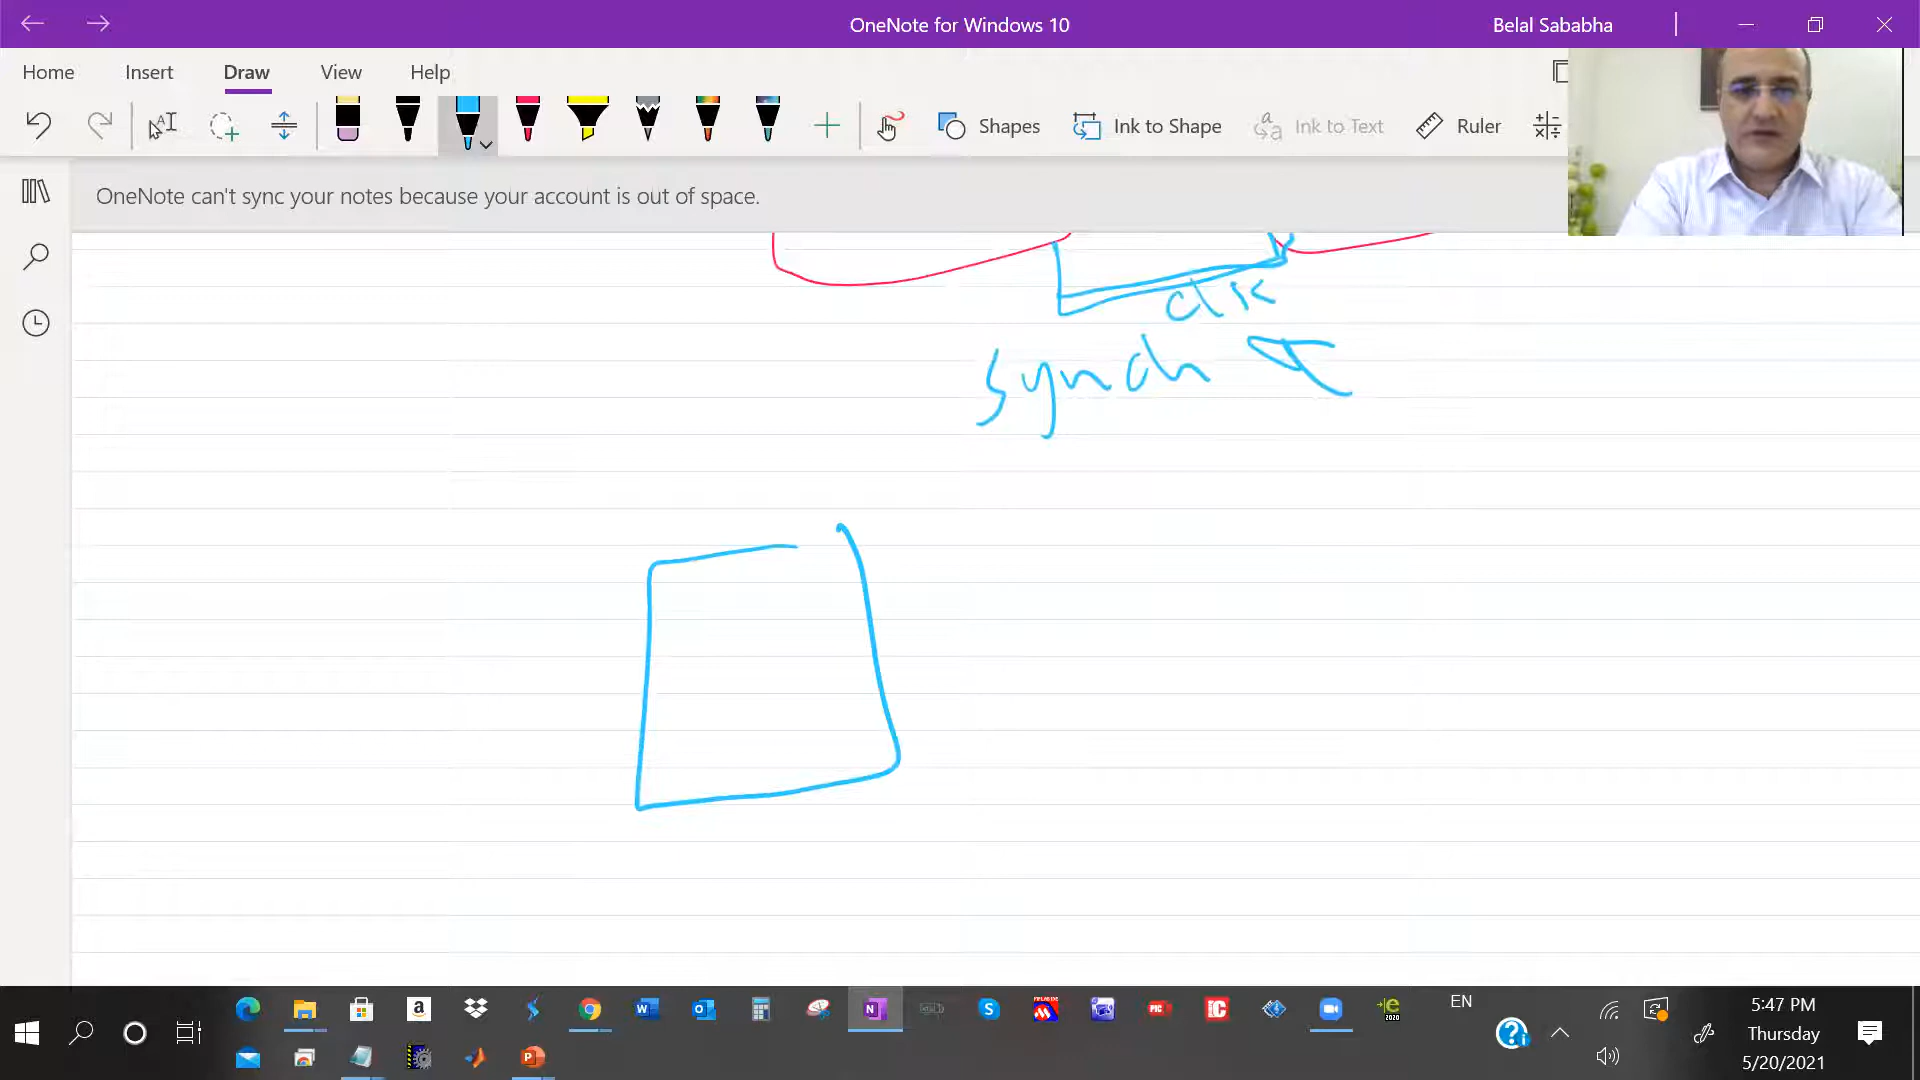 OneNote for Windows 10
Belal Sababha
Home Insert Draw View Help
Shapes Ink to Shape Ink to Text Ruler
OneNote can't sync your notes because your account is out of space.
clk
synch
EN
5:47 PM
Thursday
5/20/2021